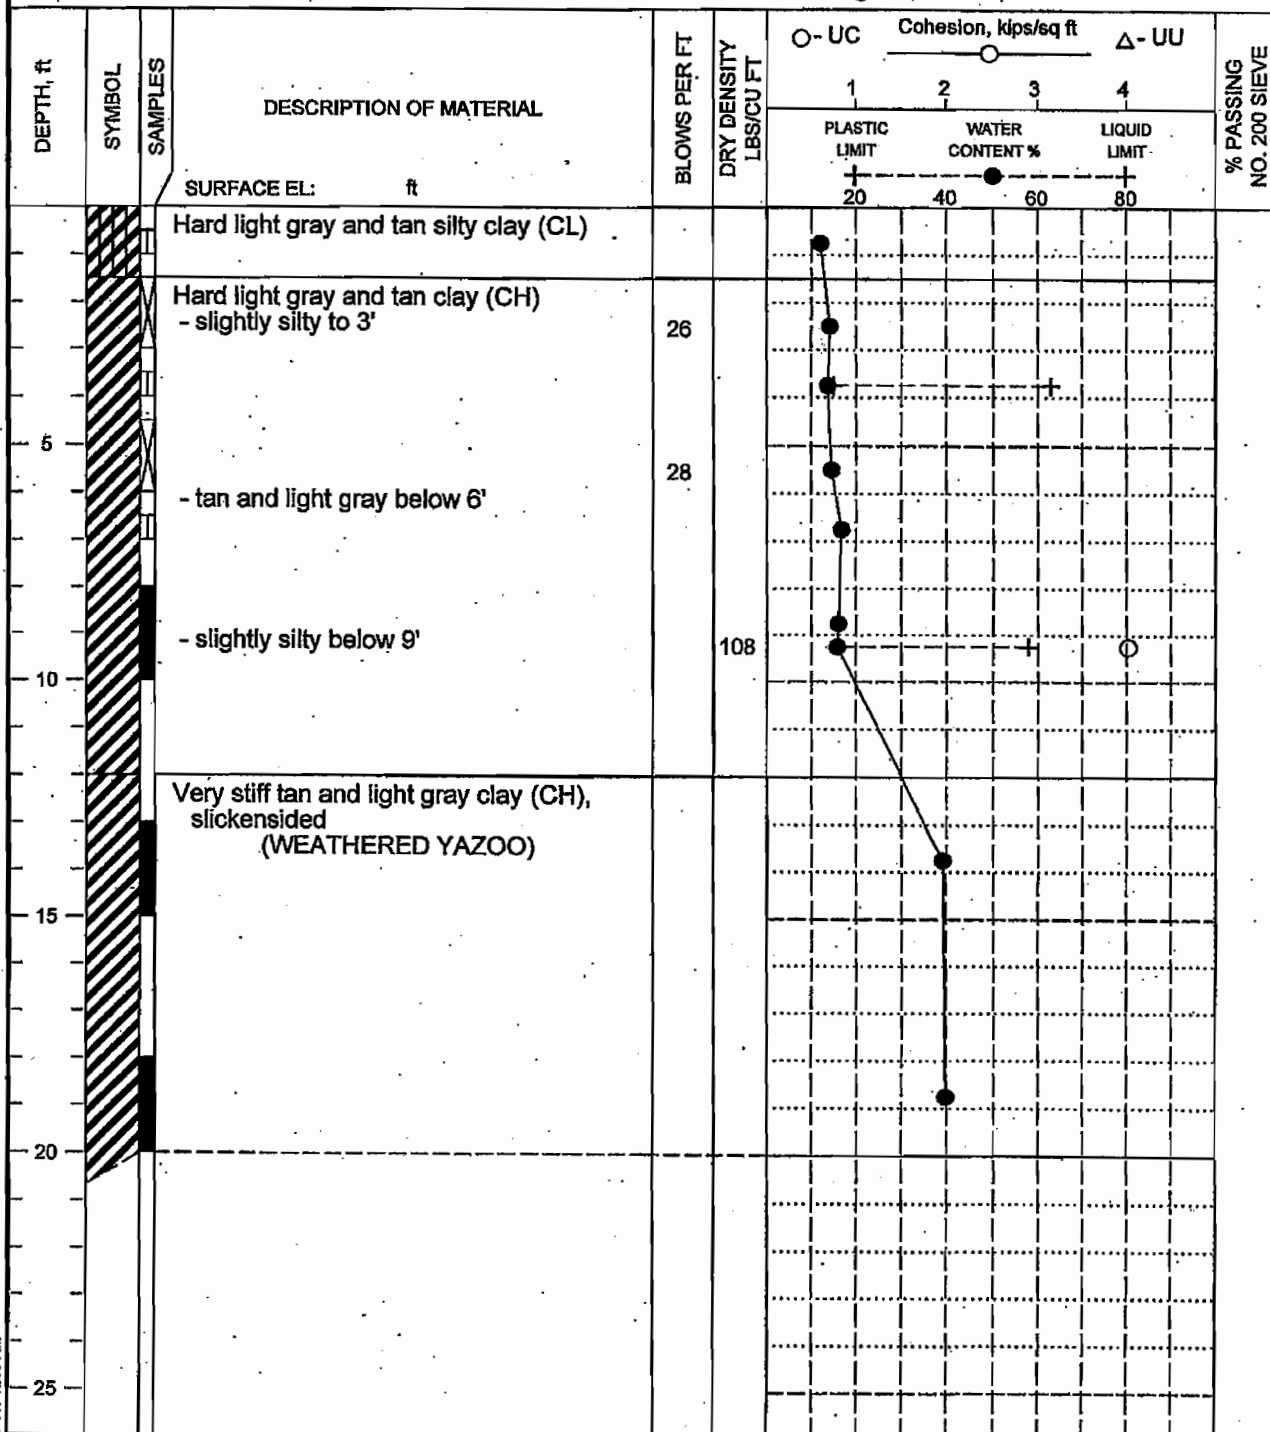 DEPTH, ft
SYMBOL
SAMPLES
DESCRIPTION OF MATERIAL
SURFACE EL: ft
BLOWS PER FT
DRY DENSITY
LBS/CU FT
O- UC Cohesion, kips/sq ft △- UU
1 2 3 4
PLASTIC WATER LIQUID
LIMIT CONTENT % LIMIT
20 40 60 80
% PASSING
NO. 200 SIEVE
Hard light gray and tan silty clay (CL)
Hard light gray and tan clay (CH)
- slightly silty to 3'
26
5
28
- tan and light gray below 6'
- slightly silty below 9'
108
10
Very stiff tan and light gray clay (CH),
slickensided
(WEATHERED YAZOO)
15
20
25